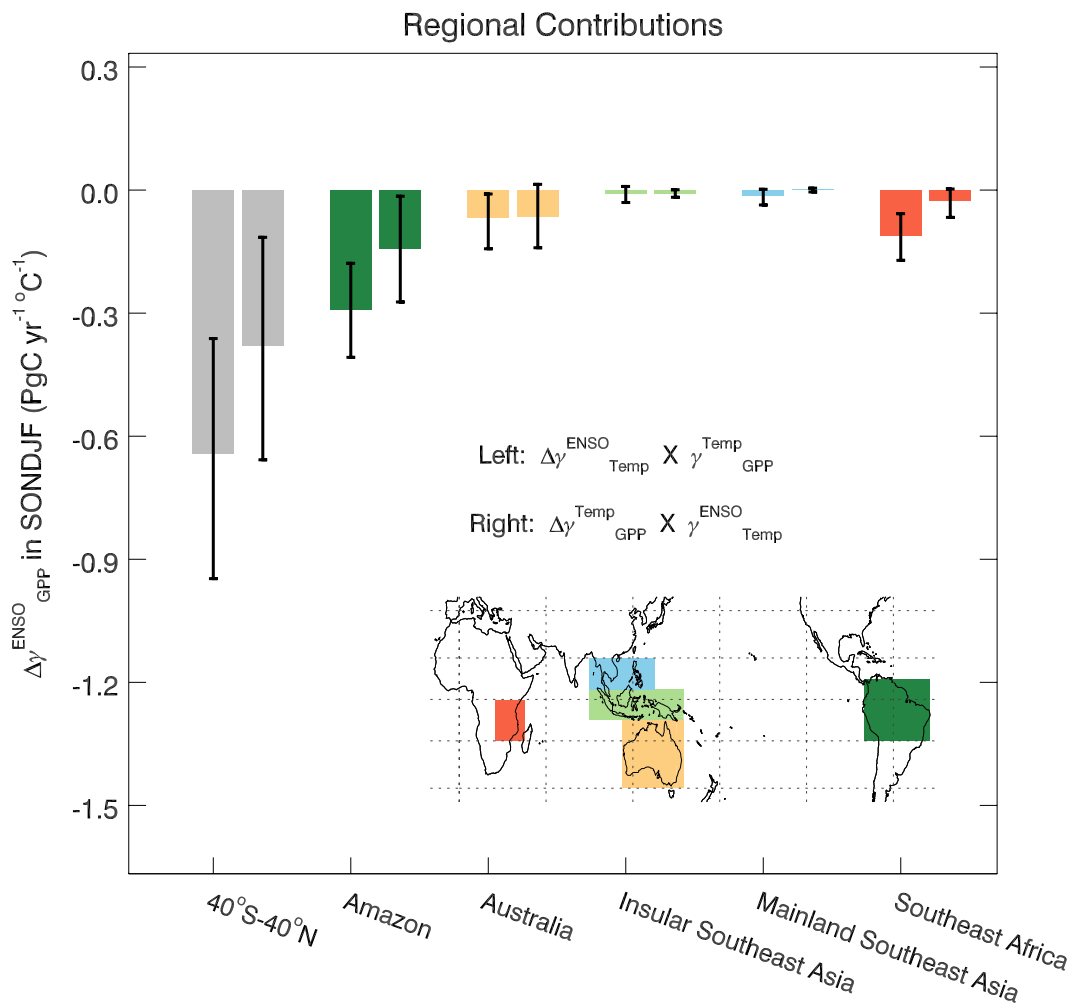 Regional Contributions
0.3
0.0
-0.3
-0.6
-0.9
-1.2
-1.5
Δγ^ENSO_GPP in SONDJF (PgC yr^-1 °C^-1)
Left: Δγ^ENSO_Temp X γ^Temp_GPP
Right: Δγ^Temp_GPP X γ^ENSO_Temp
40°S-40°N
Amazon
Australia
Insular Southeast Asia
Mainland Southeast Asia
Southeast Africa